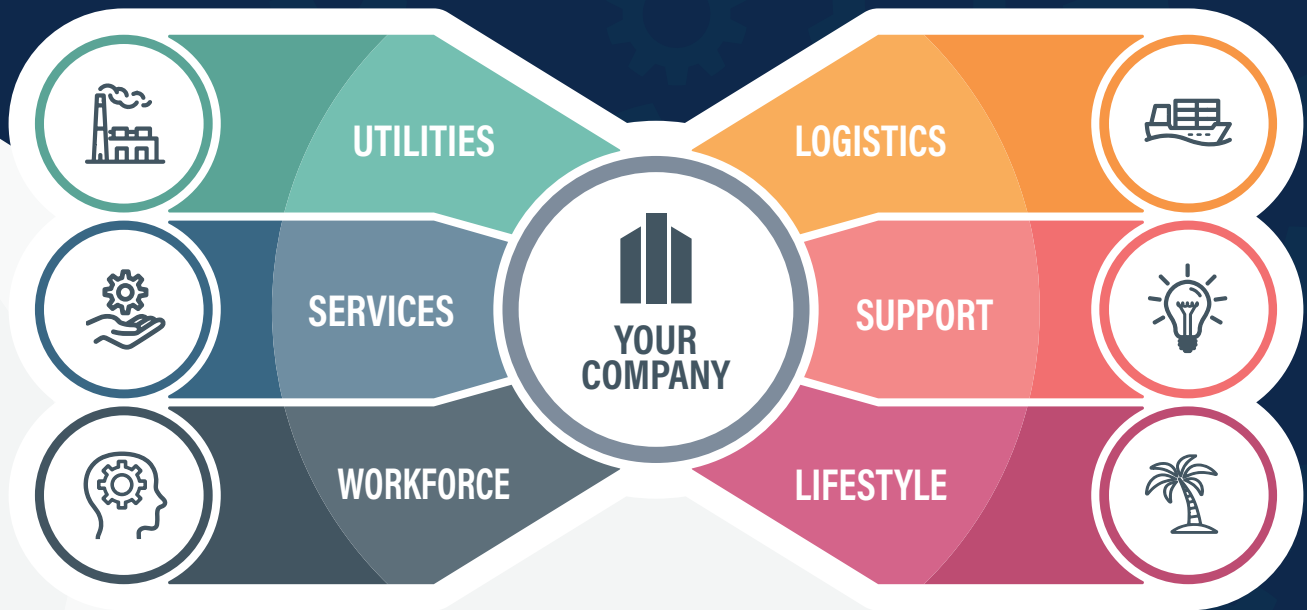 UTILITIES
SERVICES
WORKFORCE
YOUR
COMPANY
LOGISTICS
SUPPORT
LIFESTYLE